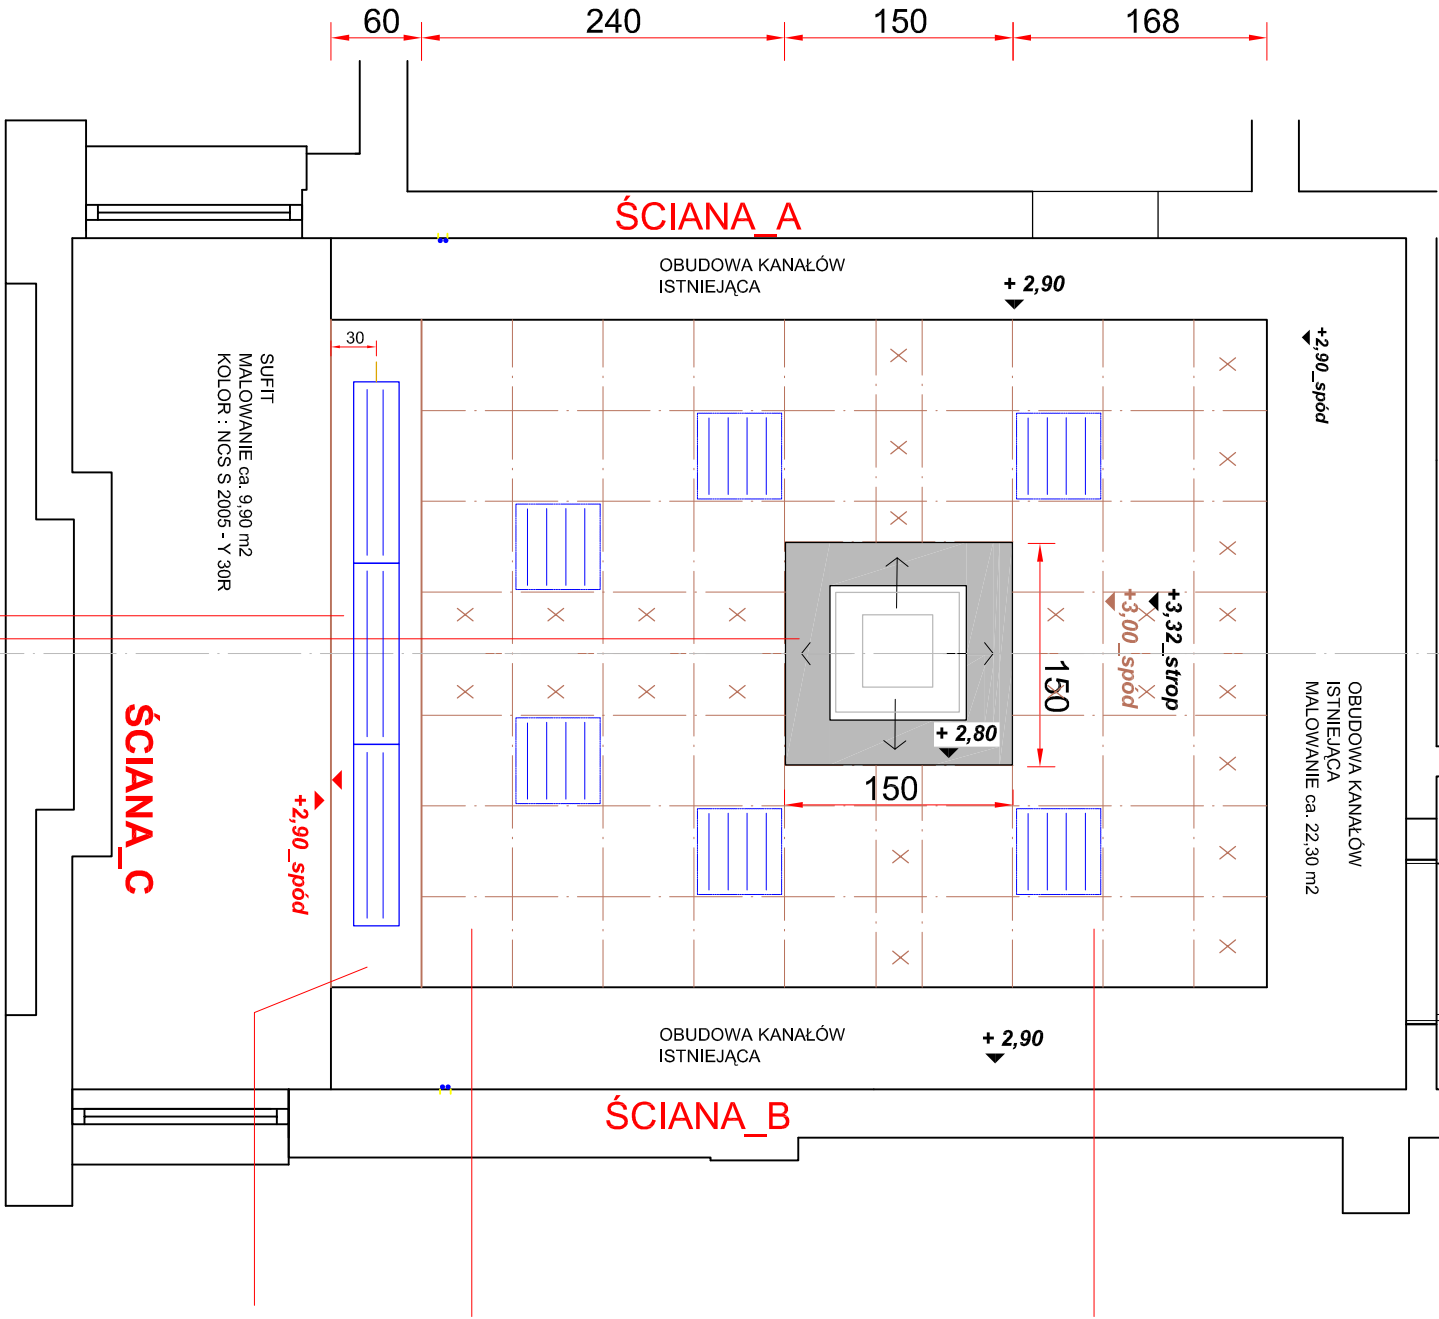 60
240
150
168
ŚCIANA_A
OBUDOWA KANAŁÓW
ISTNIEJĄCA
+ 2,90
30
+2,90_spód
SUFIT
MALOWANIE ca. 9,90 m2
KOLOR : NCS S 2005 - Y 30R
+3,32_strop
+3,00_spód
150
OBUDOWA KANAŁÓW
ISTNIEJĄCA
MALOWANIE ca. 22,30 m2
+ 2,80
150
ŚCIANA_C
+2,90_spód
OBUDOWA KANAŁÓW
ISTNIEJĄCA
+ 2,90
ŚCIANA_B